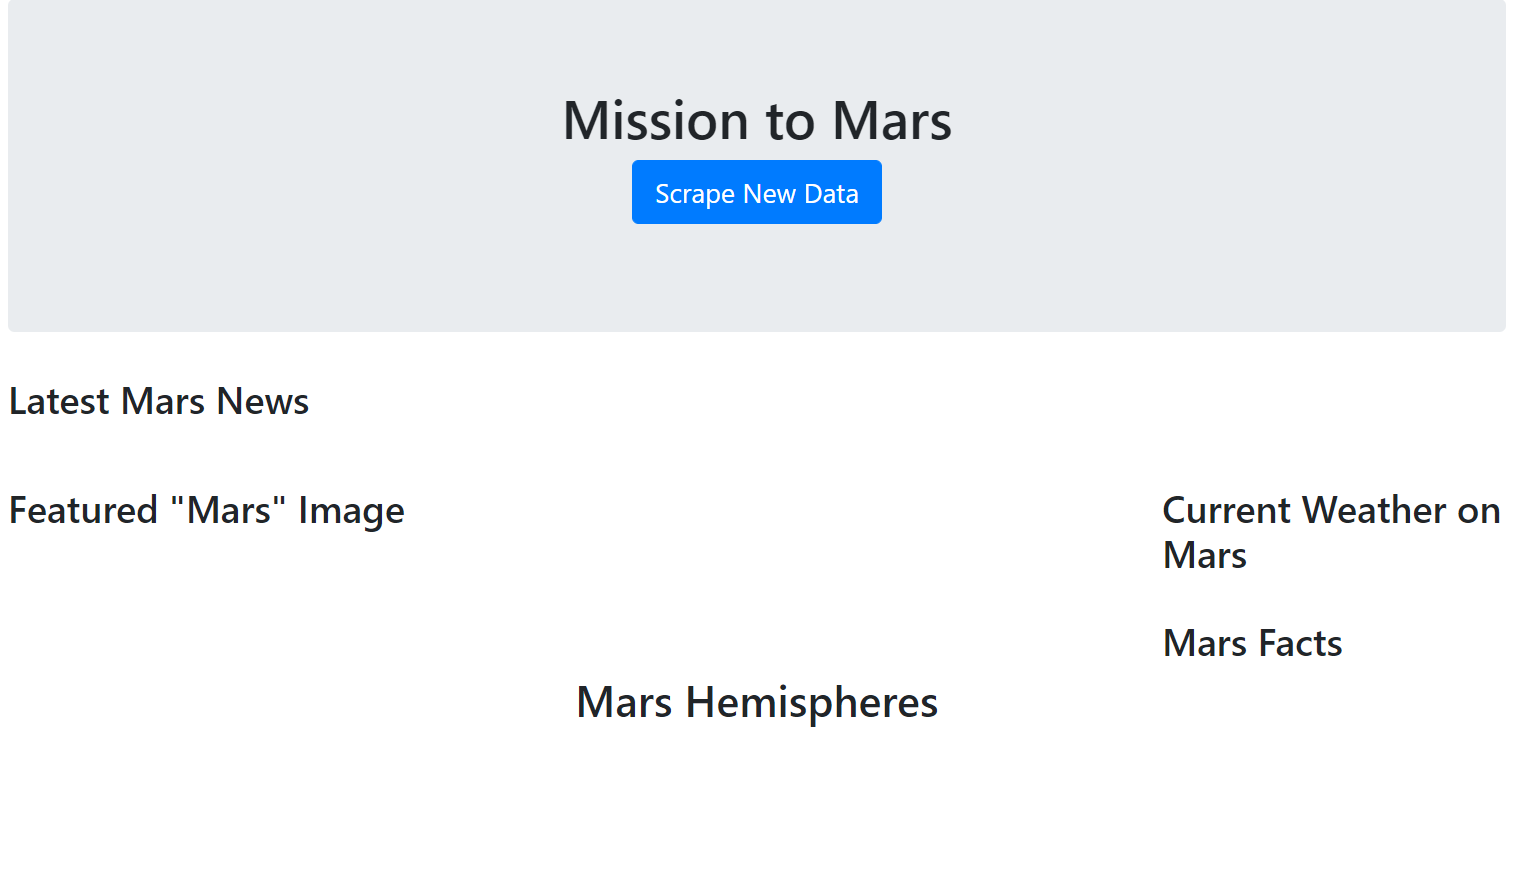 Mission to Mars
Scrape New Data
Latest Mars News
Featured "Mars" Image
Current Weather on
Mars
Mars Facts
Mars Hemispheres